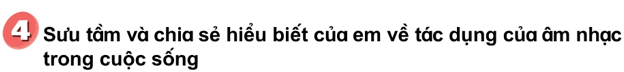 4 Sưu tầm và chia sẻ hiểu biết của em về tác dụng của âm nhạc
trong cuộc sống